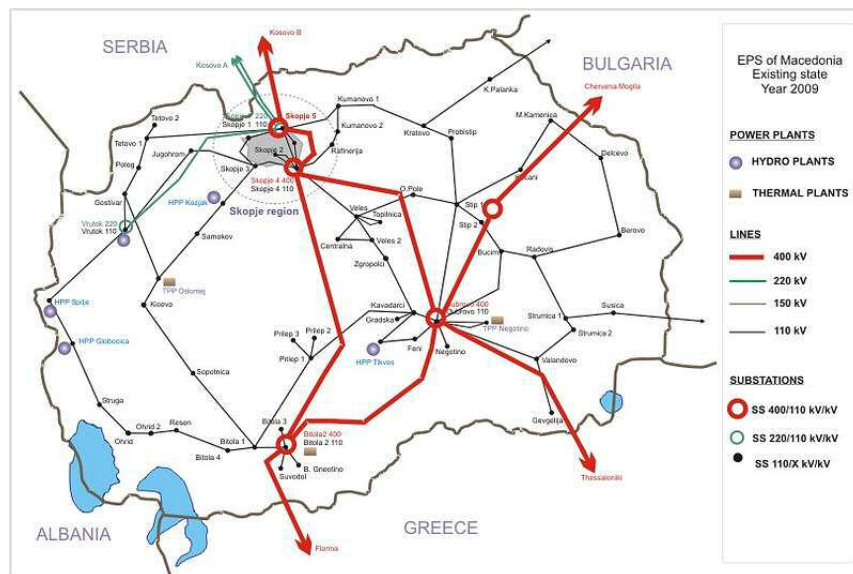 SERBIA
BULGARIA
GREECE
ALBANIA
Kosovo B
Kosovo A
Skopje 5
Skopje 1 110
Skopje 2
Skopje 3
Skopje 4 400
Skopje 4 110
Skopje region
Kumanovo 1
Kumanovo 2
Rafinerija
K.Palanka
Kratovo
Probistip
Chervena Mogila
M.Kamenica
Delcevo
Berovo
Tetovo 2
Tetovo 1
Jugohrom
Polog
Gostivar
Vrutok 220
Vrutok 110
HPP Kozjak
Samokov
TPP Oslomej
Kicevo
HPP Spilje
HPP Globocica
Struga
Ohrid
Ohrid 2
Resen
Sopotnica
Bitola 1
Bitola 4
Bitola 3
Bitola2 400
Bitola 2 110
B. Gneotino
Suvodol
Florina
Prilep 3
Prilep 2
Prilep 1
O.Pole
Veles
Topilnica
Centralna
Veles 2
Zgropolci
Kavadarci
Gradska
HPP Tikves
Feni
Negotino
Dubrovo 400
Dubrovo 110
TPP Negotino
Stip 1
Stip 2
Bucim
Radovis
Strumica 1
Strumica 2
Susica
Valandovo
Gevgelija
Thessaloniki
EPS of Macedonia
Existing state
Year 2009
POWER PLANTS
HYDRO PLANTS
THERMAL PLANTS
LINES
400 kV
220 kV
150 kV
110 kV
SUBSTATIONS
SS 400/110 kV/kV
SS 220/110 kV/kV
SS 110/X kV/kV